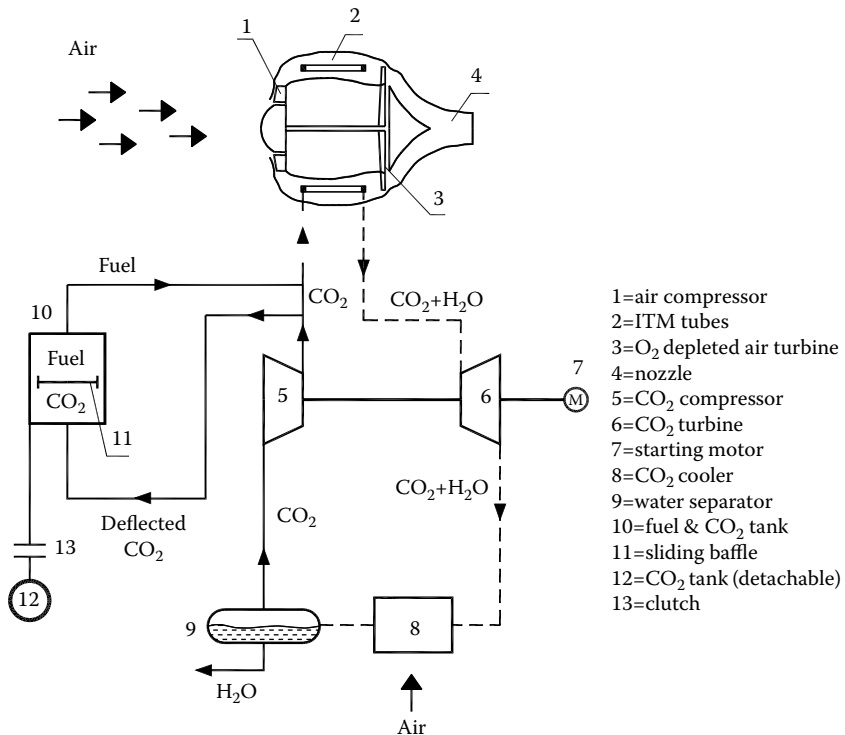 Air
1
2
4
3
Fuel
CO2
10
CO2+H2O
Fuel
CO2
11
5
6
7
M
CO2+H2O
Deflected
CO2
CO2
13
12
9
8
H2O
Air
1=air compressor
2=ITM tubes
3=O2 depleted air turbine
4=nozzle
5=CO2 compressor
6=CO2 turbine
7=starting motor
8=CO2 cooler
9=water separator
10=fuel & CO2 tank
11=sliding baffle
12=CO2 tank (detachable)
13=clutch